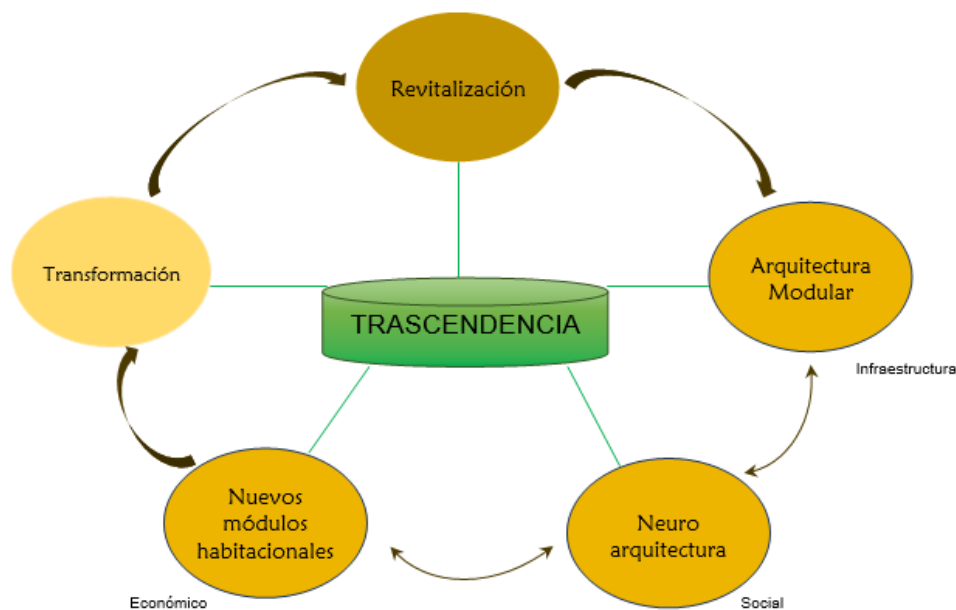 Revitalización
Transformación
Arquitectura
Modular
TRASCENDENCIA
Infraestructura
Nuevos
módulos
habitacionales
Neuro
arquitectura
Económico
Social